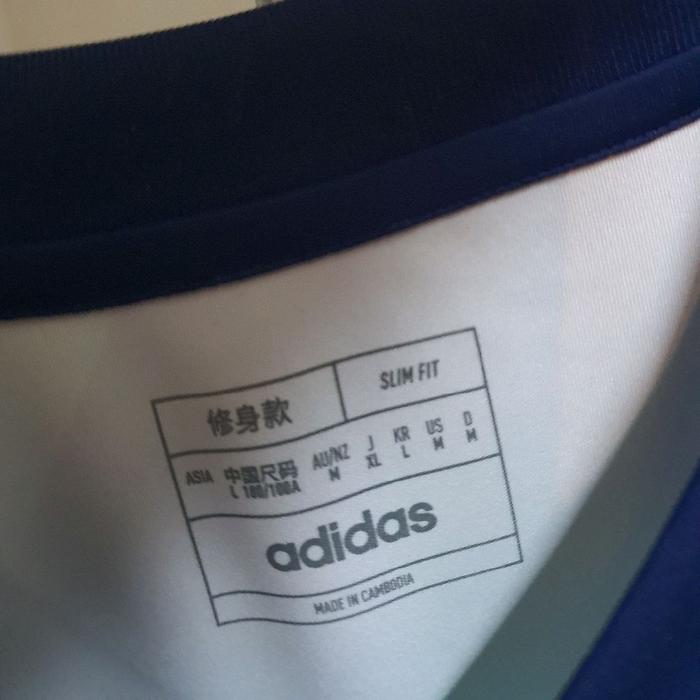 修身款 SLIM FIT
ASIA 中国尺码 AU/NZ J KR US D
L 180/100A M XL L M M
adidas
MADE IN CAMBODIA